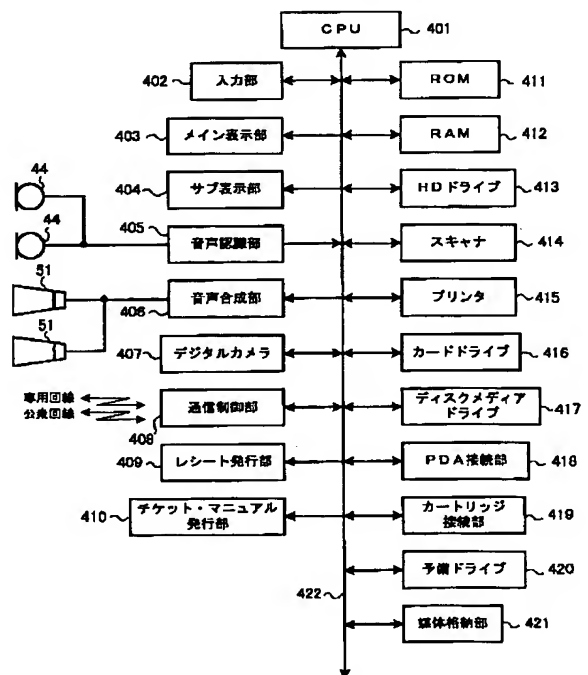 CPU 401
402 入力部
ROM 411
403 メイン表示部
RAM 412
44
404 サブ表示部
HDドライブ 413
44
405 音声認識部
スキャナ 414
51
406 音声合成部
プリンタ 415
51
407 デジタルカメラ
カードドライブ 416
専用回線
公衆回線
408 通信制御部
ディスクメディア
ドライブ 417
409 レシート発行部
PDA接続部 418
410 チケット・マニュアル
発行部
カートリッジ
接続部 419
予備ドライブ 420
422
媒体格納部 421